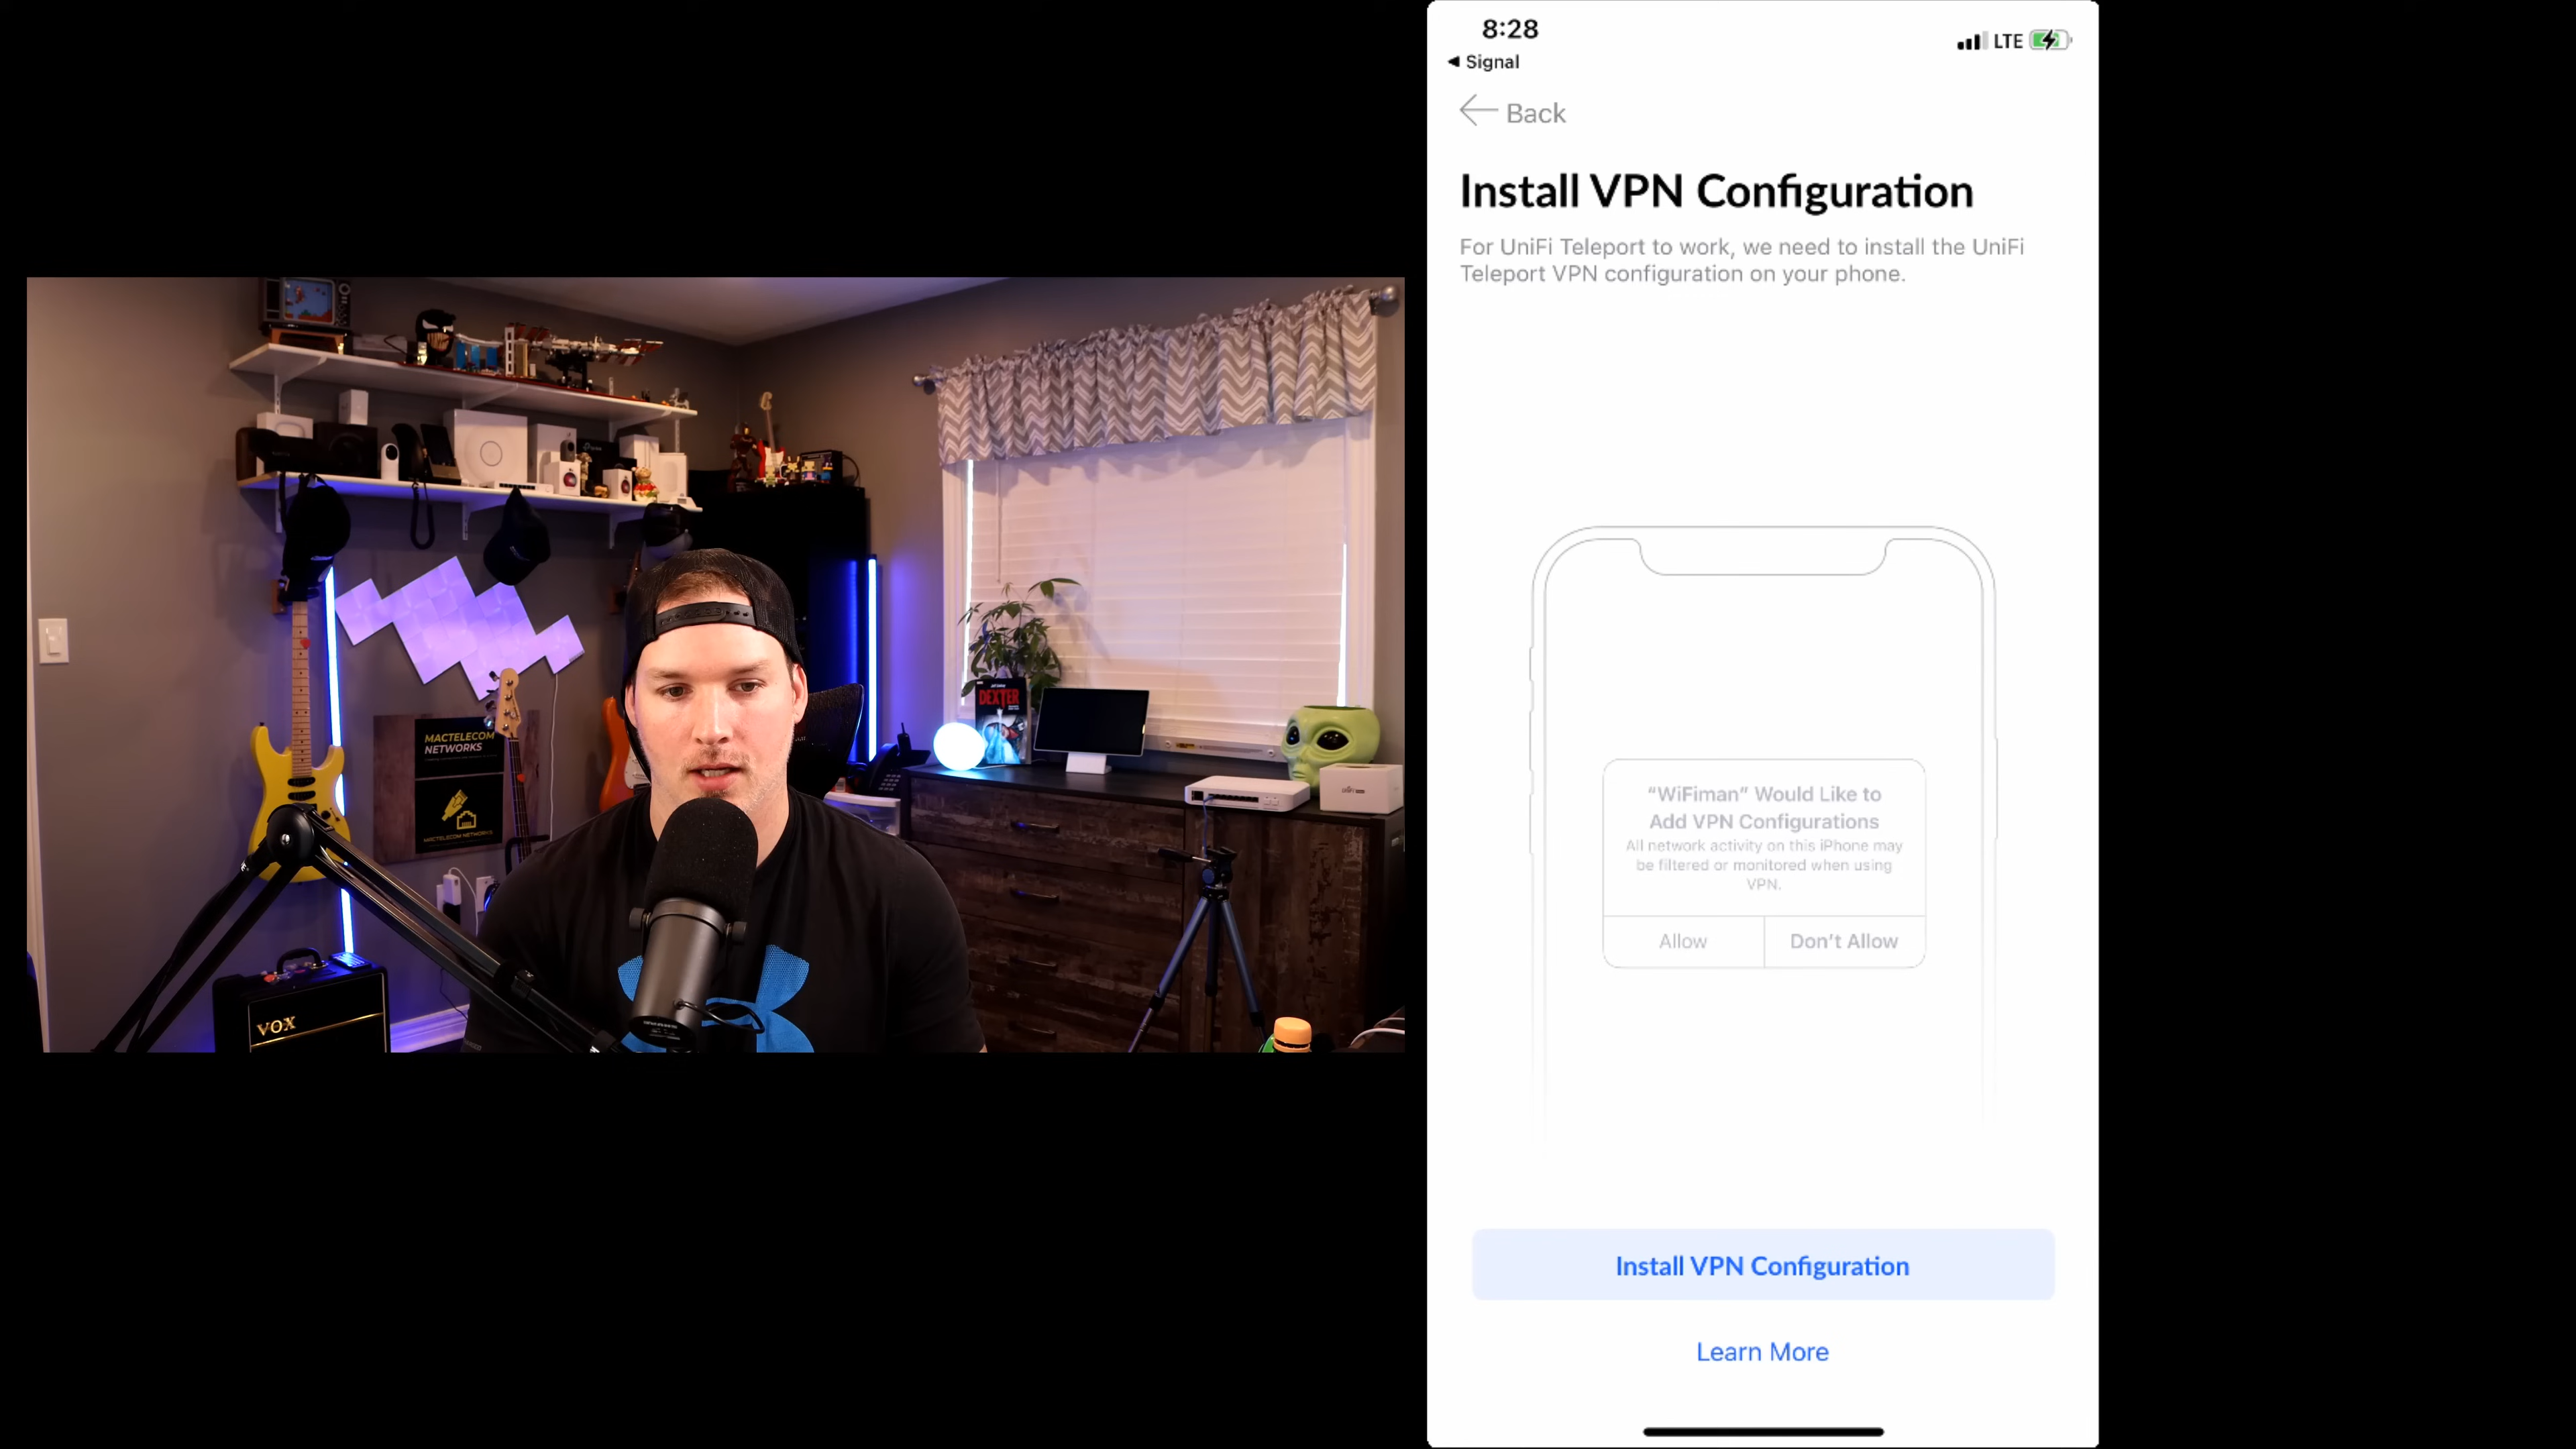 8:28
LTE
◀ Signal
← Back
Install VPN Configuration
For UniFi Teleport to work, we need to install the UniFi
Teleport VPN configuration on your phone.
“WiFiman” Would Like to
Add VPN Configurations
All network activity on this iPhone may
be filtered or monitored when using
VPN.
Allow
Don’t Allow
Install VPN Configuration
Learn More
DEXTER
MACTELECOM
NETWORKS
MACTELECOM NETWORKS
VOX